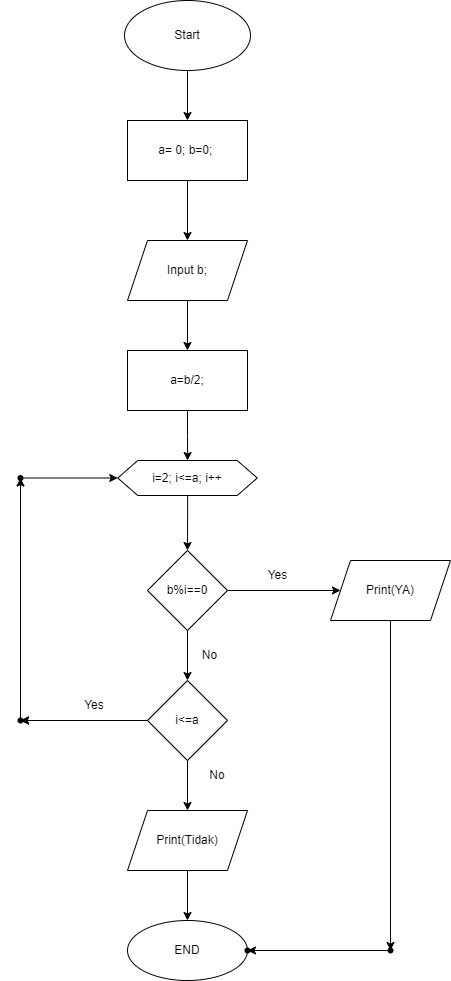 Start
a= 0; b=0;
Input b;
a=b/2;
i=2; i<=a; i++
b%i==0
Yes
Print(YA)
No
i<=a
Yes
No
Print(Tidak)
END